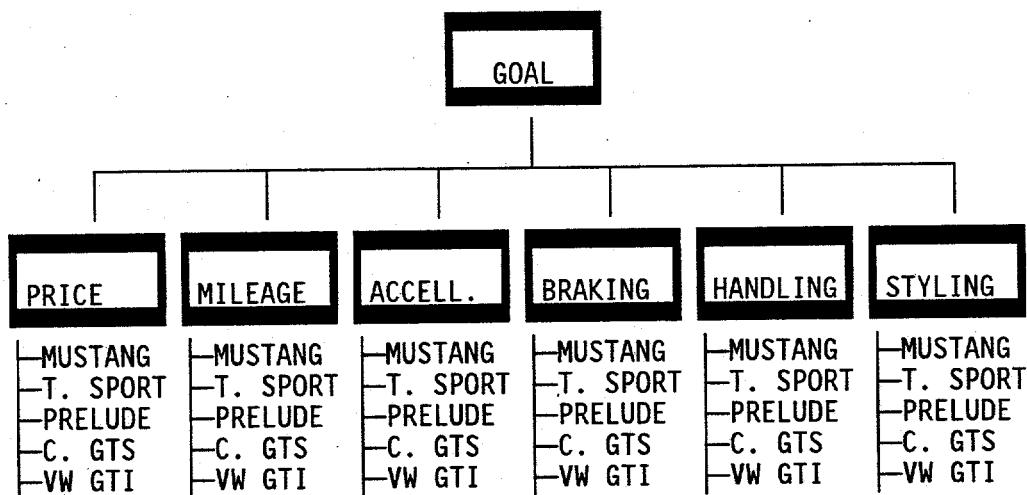 GOAL
PRICE MILEAGE ACCELL. BRAKING HANDLING STYLING
MUSTANG MUSTANG MUSTANG MUSTANG MUSTANG MUSTANG
T. SPORT T. SPORT T. SPORT T. SPORT T. SPORT T. SPORT
PRELUDE PRELUDE PRELUDE PRELUDE PRELUDE PRELUDE
C. GTS C. GTS C. GTS C. GTS C. GTS C. GTS
VW GTI VW GTI VW GTI VW GTI VW GTI VW GTI